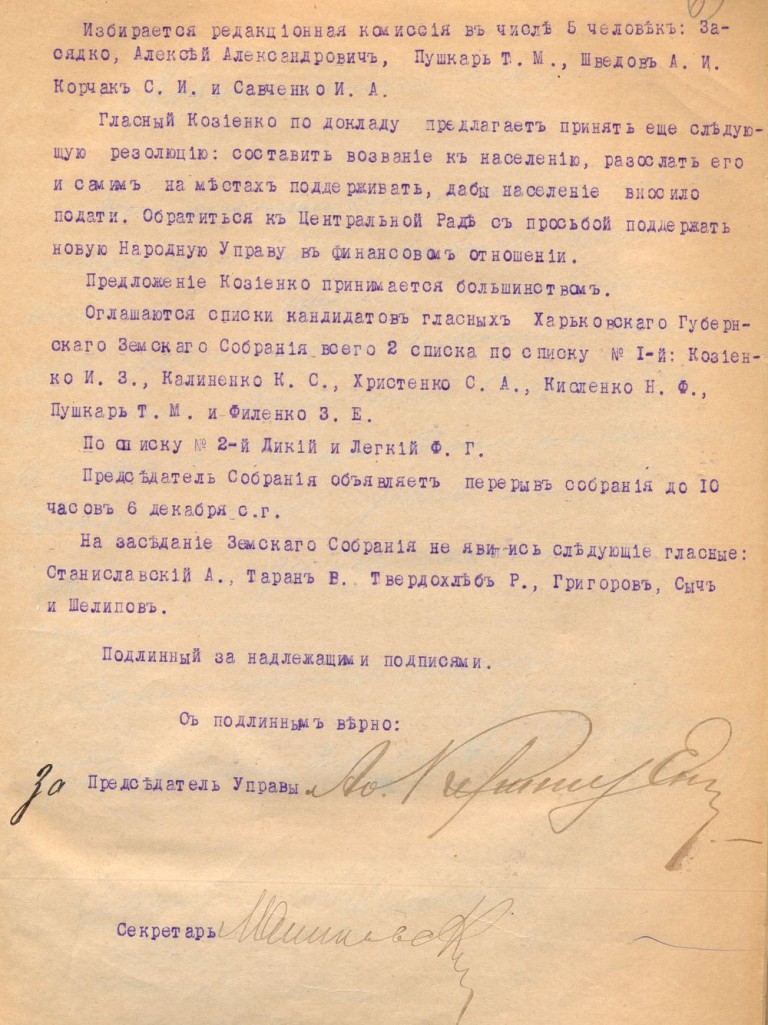 Избирается редакціонная комиссія въ числѣ 5 человѣкъ: За-
сядко, Алексѣй Александровичъ, Пушкарь Т. М., Шведовъ А. И.
Корчакъ С. И. и Савченко И. А.
Гласный Козіенко по докладу предлагаетъ принять еще слѣдую-
щую резолюцію: составить воззваніе къ населенію, разослать его
и самимъ на мѣстахъ поддерживать, дабы населеніе вносило
подати. Обратиться къ Центральной Радѣ съ просьбой поддержать
новую Народную Управу въ финансовомъ отношеніи.
Предложеніе Козіенко принимается большинствомъ.
Оглашаются списки кандидатовъ гласныхъ Харьковскаго Губерн-
скаго Земскаго Собранія всего 2 списка по списку № I-й: Козіен-
ко И. З., Калиненко К. С., Христенко С. А., Кисленко Н. Ф.,
Пушкарь Т. М. и Филенко З. Е.
По списку № 2-й Дикій и Легкій Ф. Г.
Предсѣдатель Собранія объявляетъ перерывъ собранія до IO
часовъ 6 декабря с.г.
На засѣданіе Земскаго Собранія не явились слѣдующіе гласные:
Станиславскій А., Таранъ В. Твердохлѣбъ Р., Григоровъ, Сычъ
и Шелиповъ.
Подлинный за надлежащими подписями.
Съ подлиннымъ вѣрно:
За Предсѣдатель Управы
Секретарь